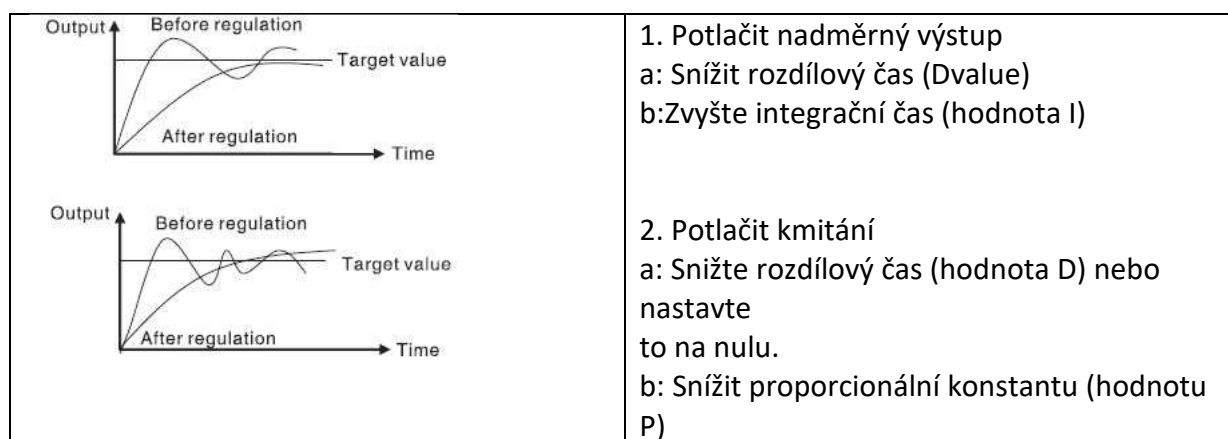 Output
Before regulation
Target value
After regulation
Time
1. Potlačit nadměrný výstup
a: Snížit rozdílový čas (Dvalue)
b:Zvyšte integrační čas (hodnota I)
Output
Before regulation
Target value
After regulation
Time
2. Potlačit kmitání
a: Snižte rozdílový čas (hodnota D) nebo
nastavte
to na nulu.
b: Snížit proporcionální konstantu (hodnotu
P)